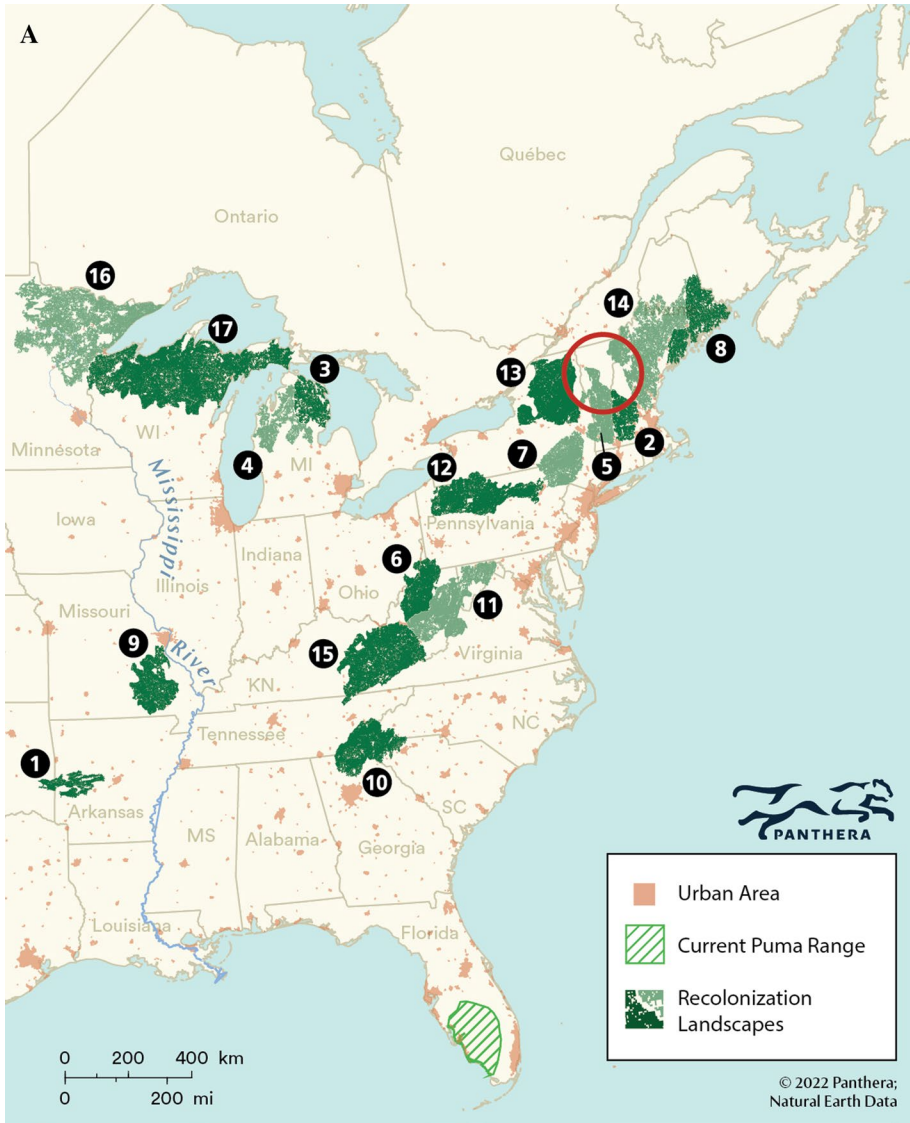 A
Québec
Ontario
16
17
3
14
13
8
Minnésota
WI
4
MI
7
5
2
12
Iowa
Mississippi
River
Pennsylvania
Indiana
Illinois
Ohio
6
11
Missouri
9
15
Virginia
KN
Tennessee
NC
1
10
Arkansas
SC
MS
Alabama
Georgia
PANTHERA
Louisiana
Florida
Urban Area
Current Puma Range
Recolonization
Landscapes
0 200 400 km
0 200 mi
© 2022 Panthera;
Natural Earth Data